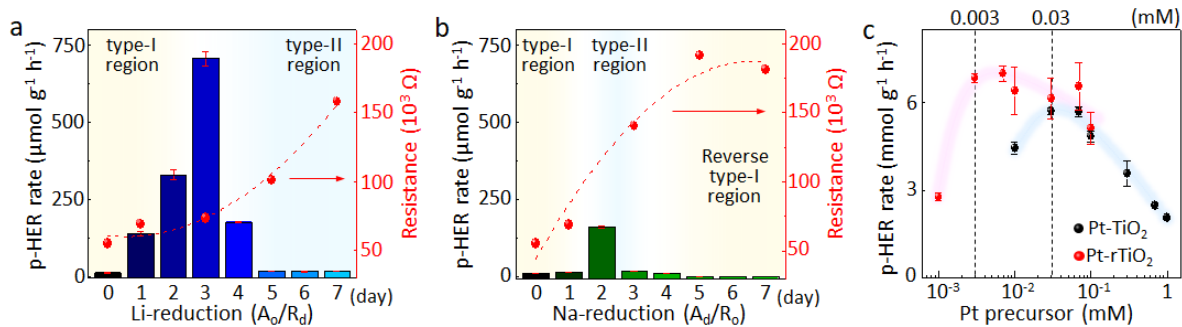 a
p-HER rate (μmol g⁻¹ h⁻¹)
750
500
250
0
type-I
region
type-II
region
200
150
100
50
Resistance (10³ Ω)
0 1 2 3 4 5 6 7 (day)
Li-reduction (Aₒ/R_d)
b
p-HER rate (μmol g⁻¹ h⁻¹)
750
500
250
0
type-I
region
type-II
region
Reverse
type-I
region
200
150
100
50
Resistance (10³ Ω)
0 1 2 3 4 5 6 7 (day)
Na-reduction (A_d/Rₒ)
c
0.003 0.03 (mM)
p-HER rate (mmol g⁻¹ h⁻¹)
9
6
3
0
Pt-TiO₂
Pt-rTiO₂
10⁻³ 10⁻² 10⁻¹ 1
Pt precursor (mM)